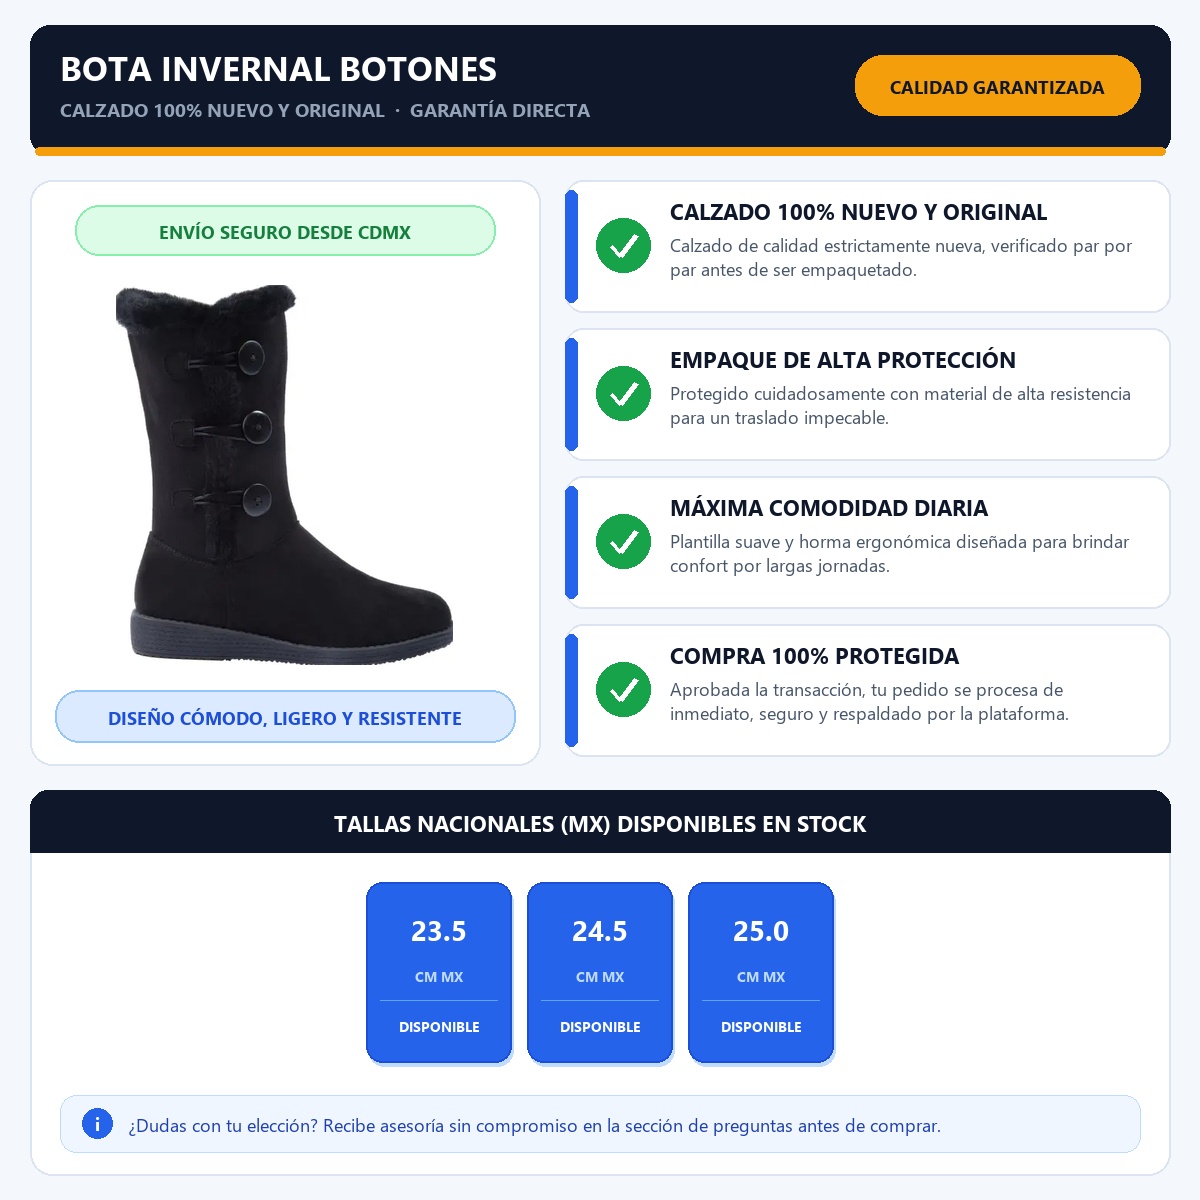 BOTA INVERNAL BOTONES
CALZADO 100% NUEVO Y ORIGINAL · GARANTÍA DIRECTA
CALIDAD GARANTIZADA
ENVÍO SEGURO DESDE CDMX
DISEÑO CÓMODO, LIGERO Y RESISTENTE
CALZADO 100% NUEVO Y ORIGINAL
Calzado de calidad estrictamente nueva, verificado par por
par antes de ser empaquetado.
EMPAQUE DE ALTA PROTECCIÓN
Protegido cuidadosamente con material de alta resistencia
para un traslado impecable.
MÁXIMA COMODIDAD DIARIA
Plantilla suave y horma ergonómica diseñada para brindar
confort por largas jornadas.
COMPRA 100% PROTEGIDA
Aprobada la transacción, tu pedido se procesa de
inmediato, seguro y respaldado por la plataforma.
TALLAS NACIONALES (MX) DISPONIBLES EN STOCK
23.5
CM MX
DISPONIBLE
24.5
CM MX
DISPONIBLE
25.0
CM MX
DISPONIBLE
¿Dudas con tu elección? Recibe asesoría sin compromiso en la sección de preguntas antes de comprar.